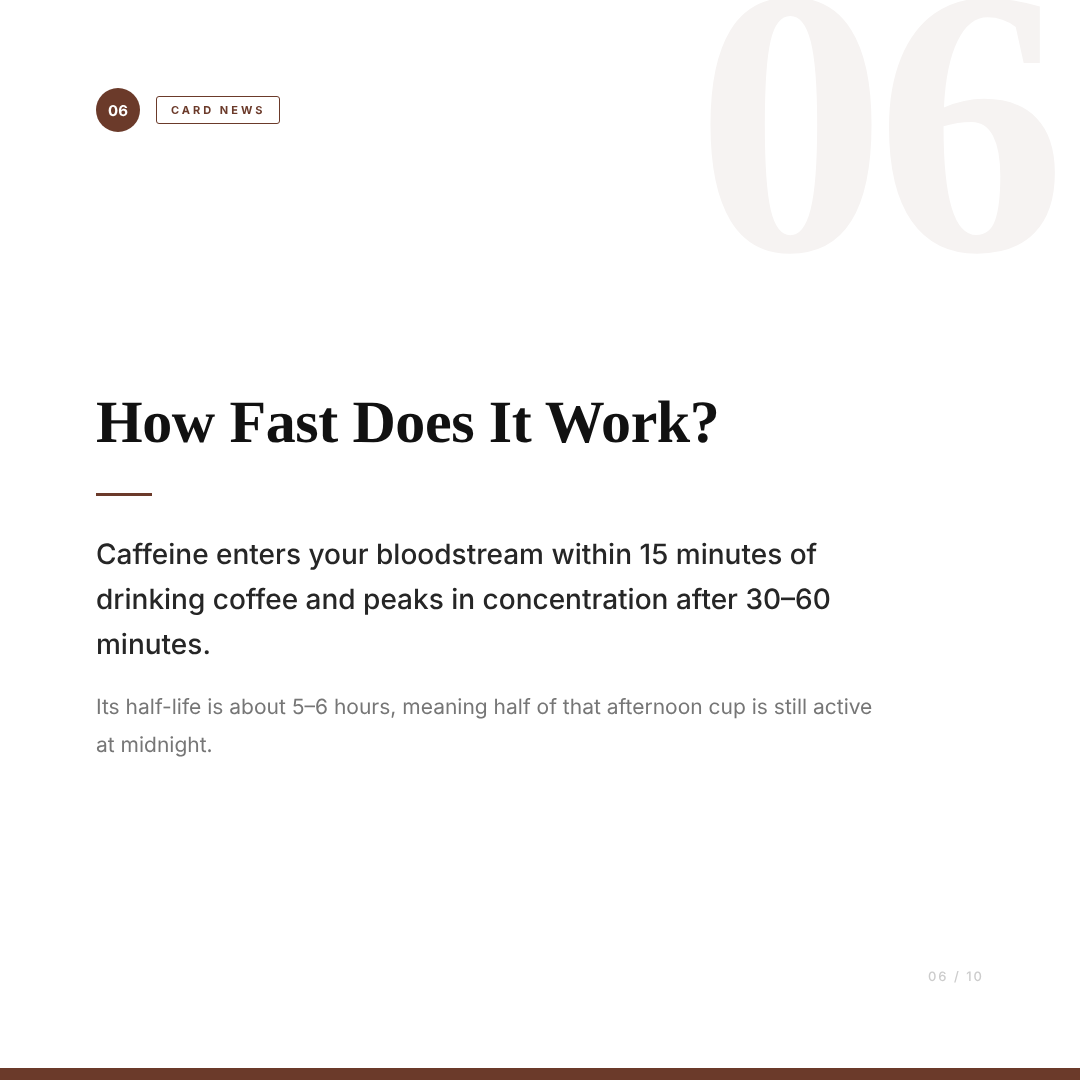 06
06
CARD NEWS
How Fast Does It Work?
Caffeine enters your bloodstream within 15 minutes of
drinking coffee and peaks in concentration after 30–60
minutes.
Its half-life is about 5–6 hours, meaning half of that afternoon cup is still active
at midnight.
06 / 10